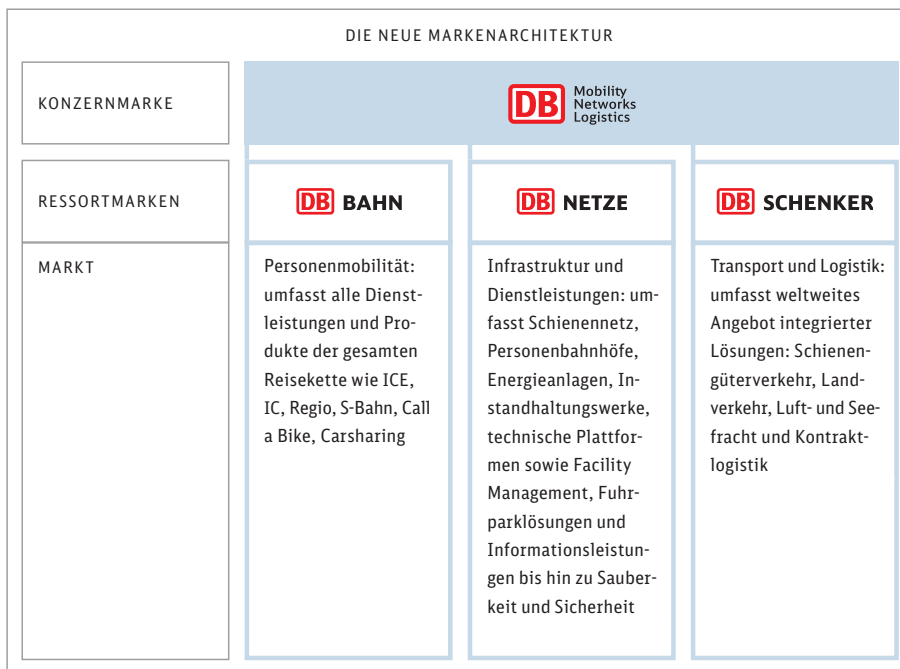 DIE NEUE MARKENARCHITEKTUR
KONZERNMARKE
DB Mobility
Networks
Logistics
RESSORTMARKEN
DB BAHN
DB NETZE
DB SCHENKER
MARKT
Personenmobilität:
umfasst alle Dienst-
leistungen und Pro-
dukte der gesamten
Reisekette wie ICE,
IC, Regio, S-Bahn, Call
a Bike, Carsharing
Infrastruktur und
Dienstleistungen: um-
fasst Schienennetz,
Personenbahnhöfe,
Energieanlagen, In-
standhaltungswerke,
technische Plattfor-
men sowie Facility
Management, Fuhr-
parklösungen und
Informationsleistun-
gen bis hin zu Sauber-
keit und Sicherheit
Transport und Logistik:
umfasst weltweites
Angebot integrierter
Lösungen: Schienen-
güterverkehr, Land-
verkehr, Luft- und See-
fracht und Kontrakt-
logistik